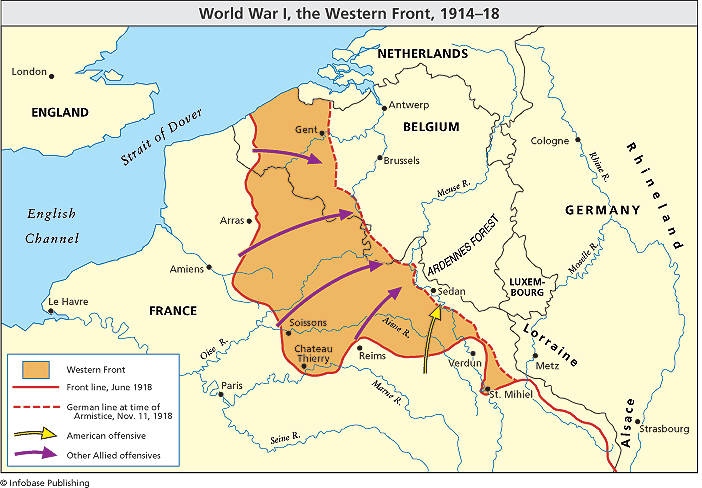 World War I, the Western Front, 1914–18
NETHERLANDS
London
ENGLAND
Strait of Dover
Antwerp
Gent
BELGIUM
Brussels
Cologne
Rhine R.
Rhineland
Meuse R.
English
Channel
Arras
GERMANY
ARDENNES FOREST
Moselle R.
Amiens
LUXEM-
BOURG
Sedan
Le Havre
FRANCE
Soissons
Aisne R.
Lorraine
Oise R.
Chateau
Thierry
Reims
Verdun
Metz
Paris
Marne R.
St. Mihiel
Alsace
Strasbourg
Seine R.
Western Front
Front line, June 1918
German line at time of
Armistice, Nov. 11, 1918
American offensive
Other Allied offensives
© Infobase Publishing